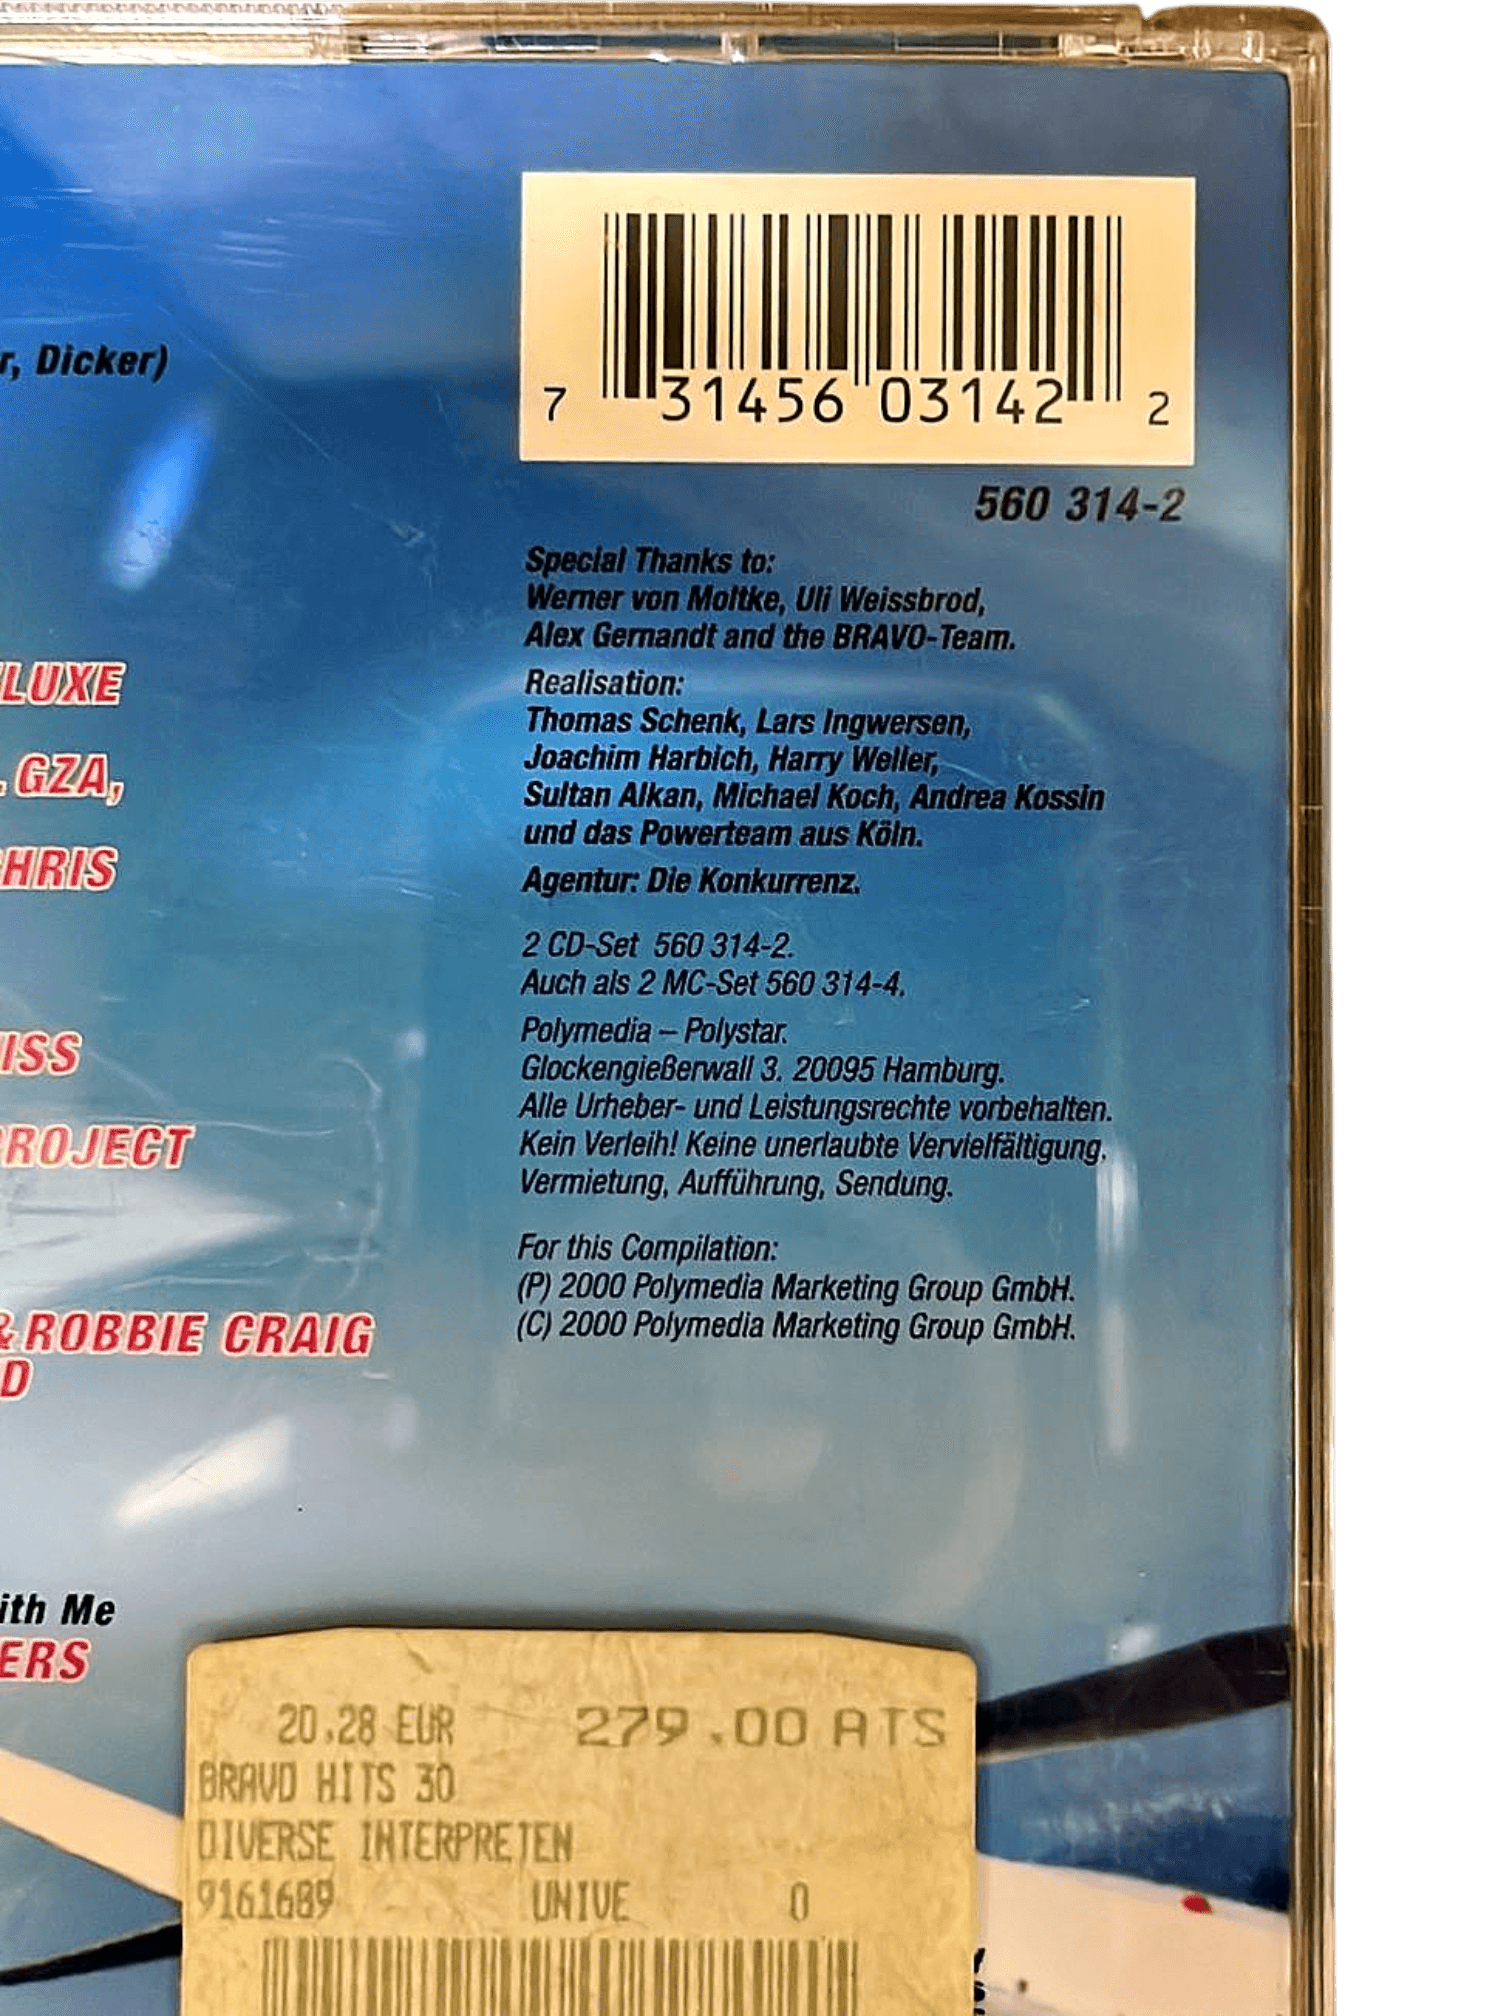 r, Dicker)
LUXE
. GZA,
HRIS
ISS
ROJECT
& ROBBIE CRAIG
D
ith Me
ERS
7 31456 03142 2
560 314-2
Special Thanks to:
Werner von Moltke, Uli Weissbrod,
Alex Gernandt and the BRAVO-Team.
Realisation:
Thomas Schenk, Lars Ingwersen,
Joachim Harbich, Harry Weller,
Sultan Alkan, Michael Koch, Andrea Kossin
und das Powerteam aus Köln.
Agentur: Die Konkurrenz.
2 CD-Set 560 314-2.
Auch als 2 MC-Set 560 314-4.
Polymedia – Polystar.
Glockengießerwall 3. 20095 Hamburg.
Alle Urheber- und Leistungsrechte vorbehalten.
Kein Verleih! Keine unerlaubte Vervielfältigung,
Vermietung, Aufführung, Sendung.
For this Compilation:
(P) 2000 Polymedia Marketing Group GmbH.
(C) 2000 Polymedia Marketing Group GmbH.
20.28 EUR 279.00 ATS
BRAVO HITS 30
DIVERSE INTERPRETEN
9161689 UNIVE 0